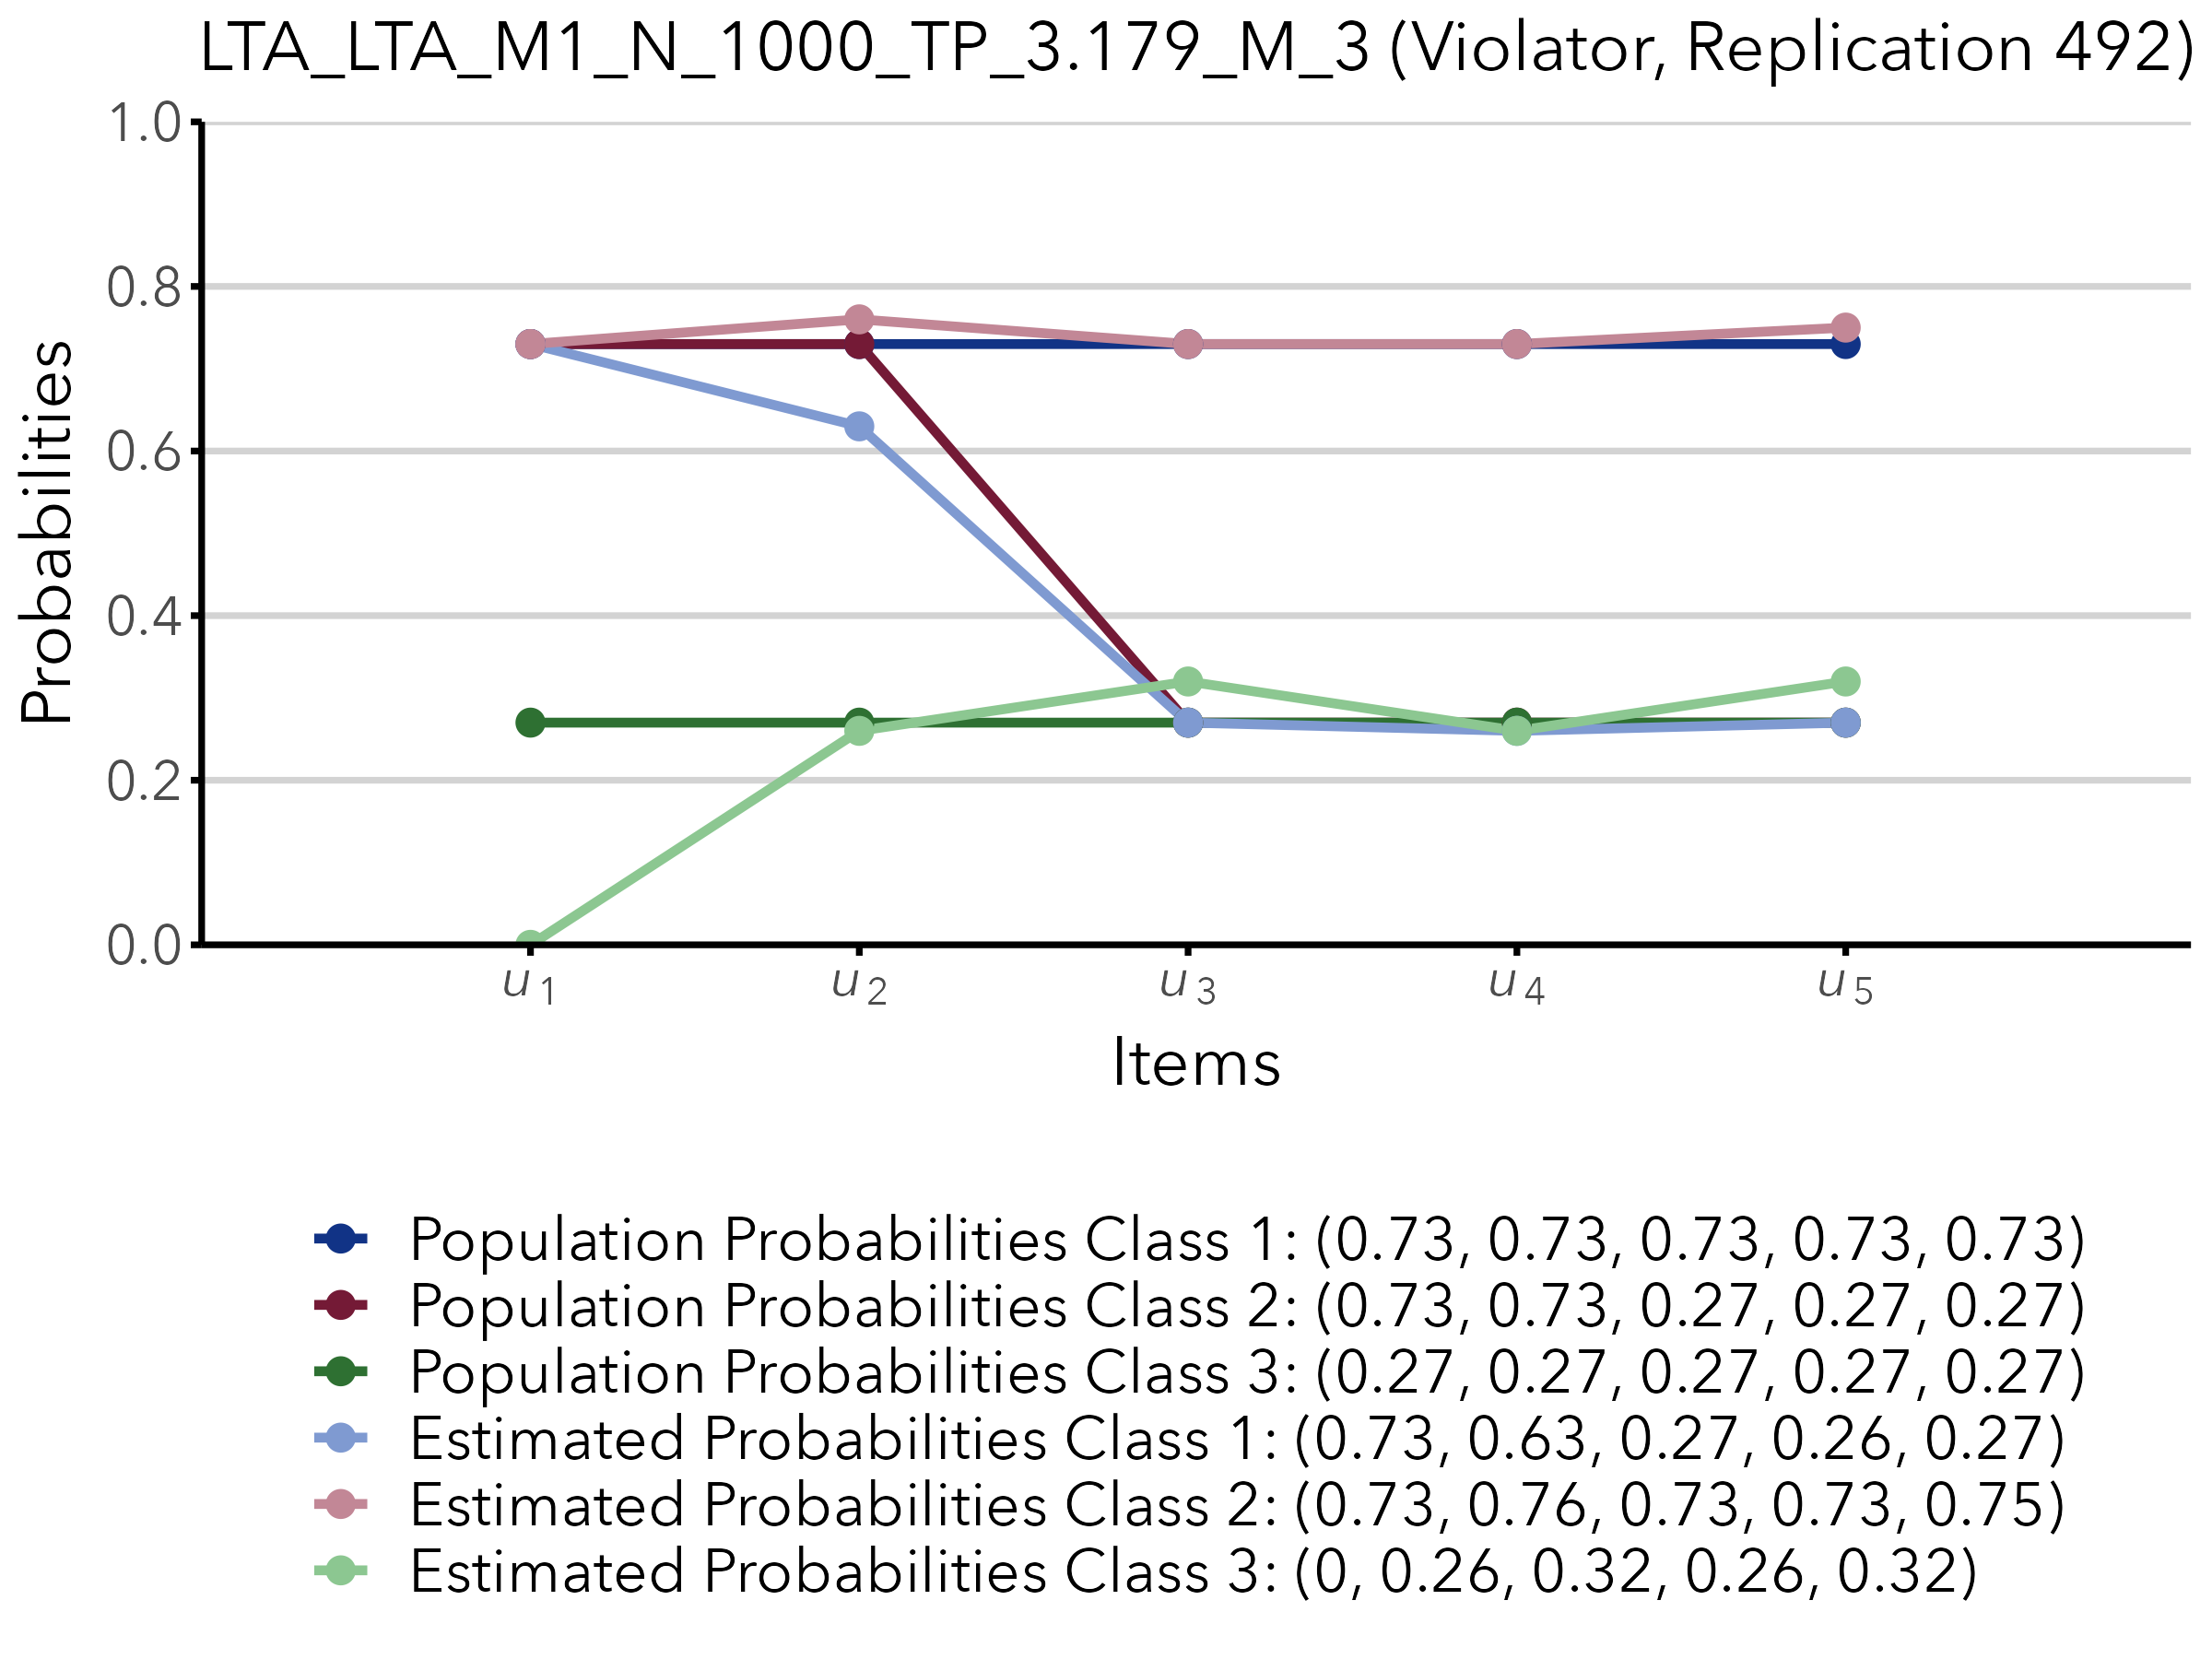 LTA_LTA_M1_N_1000_TP_3.179_M_3 (Violator, Replication 492)
1.0
0.8
0.6
0.4
0.2
0.0
Probabilities
u1 u2 u3 u4 u5
Items
Population Probabilities Class 1: (0.73, 0.73, 0.73, 0.73, 0.73)
Population Probabilities Class 2: (0.73, 0.73, 0.27, 0.27, 0.27)
Population Probabilities Class 3: (0.27, 0.27, 0.27, 0.27, 0.27)
Estimated Probabilities Class 1: (0.73, 0.63, 0.27, 0.26, 0.27)
Estimated Probabilities Class 2: (0.73, 0.76, 0.73, 0.73, 0.75)
Estimated Probabilities Class 3: (0, 0.26, 0.32, 0.26, 0.32)